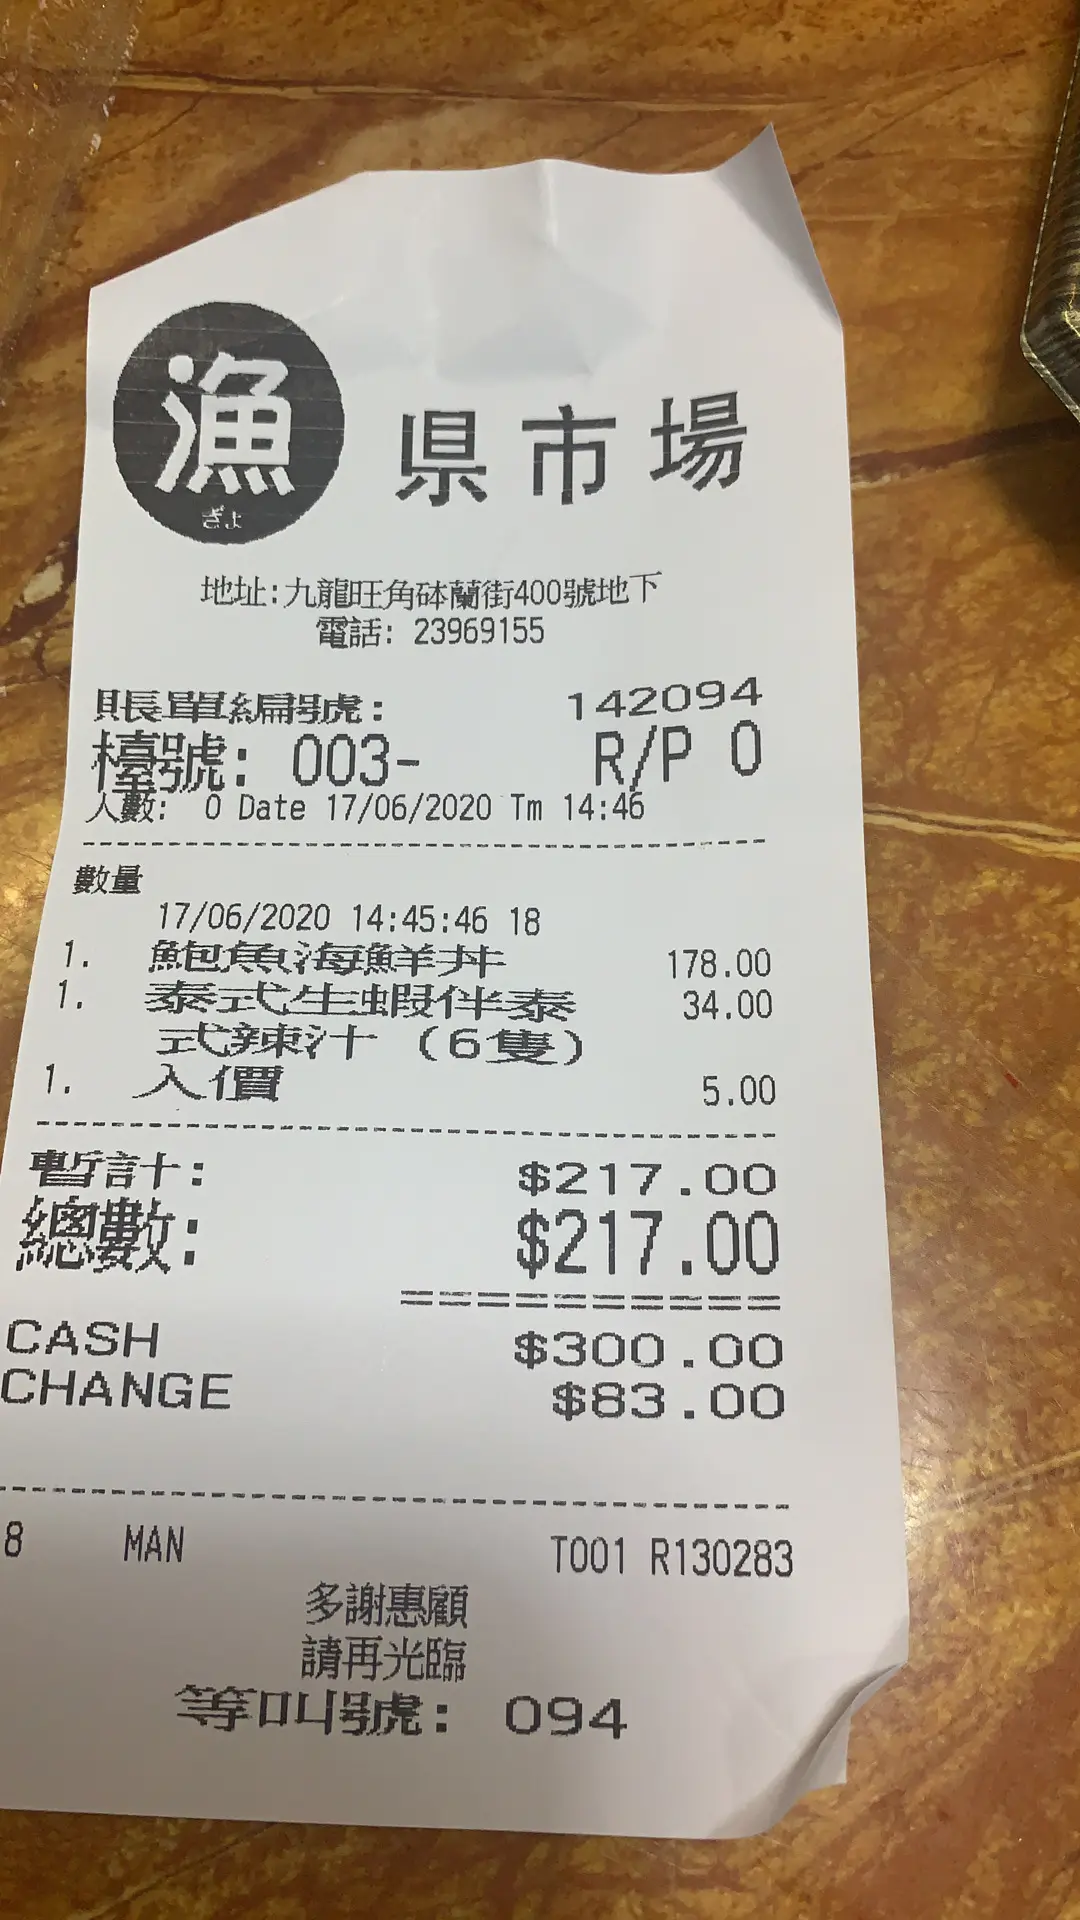 漁 県市場
ぎょ
地址:九龍旺角砵蘭街400號地下
電話: 23969155
賬單編號: 142094
檯號: 003- R/P 0
人數: 0 Date 17/06/2020 Tm 14:46
數量
17/06/2020 14:45:46 18
1. 鮑魚海鮮丼 178.00
1. 泰式生蝦伴泰 34.00
式辣汁 (6隻)
1. 入價 5.00
暫計: $217.00
總數: $217.00
==========
CASH $300.00
CHANGE $83.00
8 MAN T001 R130283
多謝惠顧
請再光臨
等叫號: 094